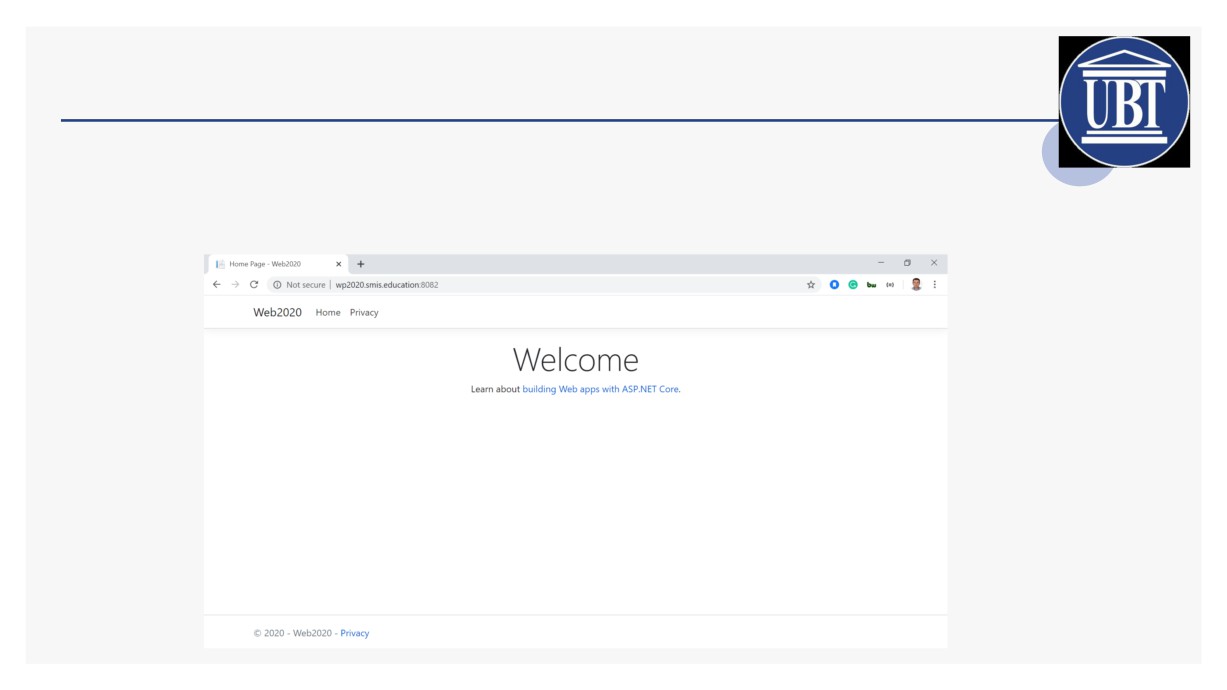 UBT
Home Page - Web2020
Not secure | wp2020.smis.education:8082
bw
Web2020 Home Privacy
Welcome
Learn about building Web apps with ASP.NET Core.
© 2020 - Web2020 - Privacy